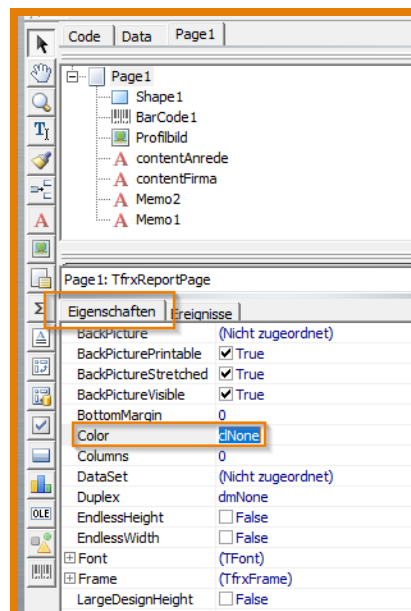 Code Data Page1
Page1
Shape1
BarCode1
Profilbild
contentAnrede
contentFirma
Memo2
Memo1
Page1: TfrxReportPage
Eigenschaften Ereignisse
BackPicture (Nicht zugeordnet)
BackPicturePrintable True
BackPictureStretched True
BackPictureVisible True
BottomMargin 0
Color clNone
Columns 0
DataSet (Nicht zugeordnet)
Duplex dmNone
EndlessHeight False
EndlessWidth False
Font (TFont)
Frame (TfrxFrame)
LargeDesignHeight False
OLE